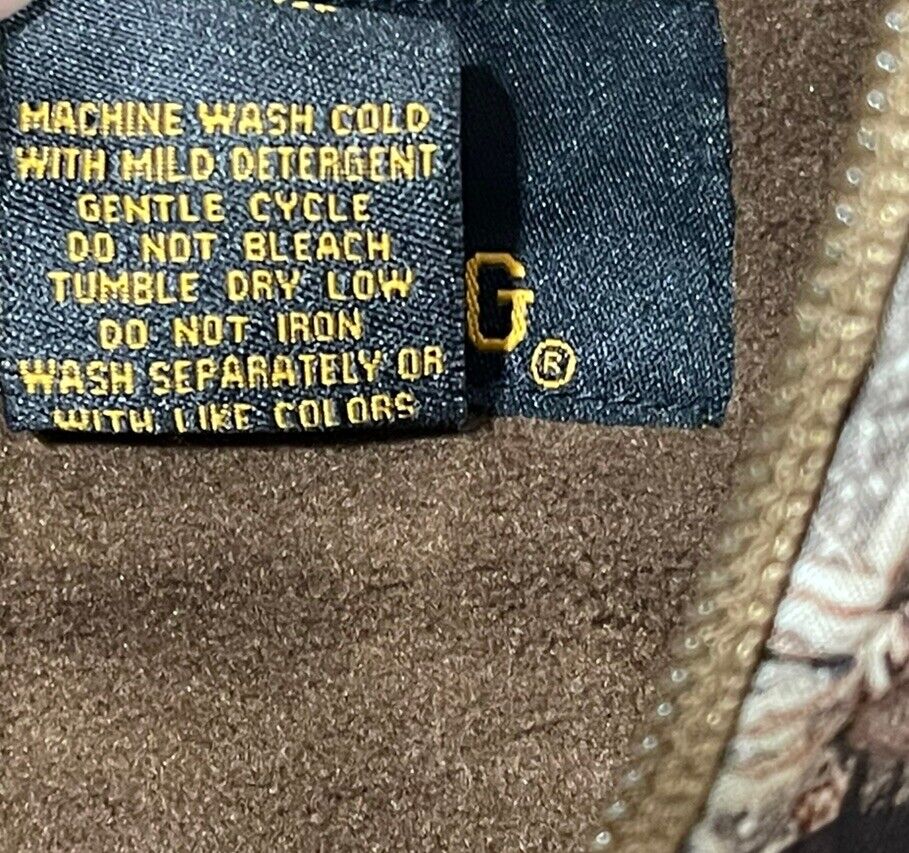 MACHINE WASH COLD
WITH MILD DETERGENT
GENTLE CYCLE
DO NOT BLEACH
TUMBLE DRY LOW
DO NOT IRON
WASH SEPARATELY OR
WITH LIKE COLORS
G®